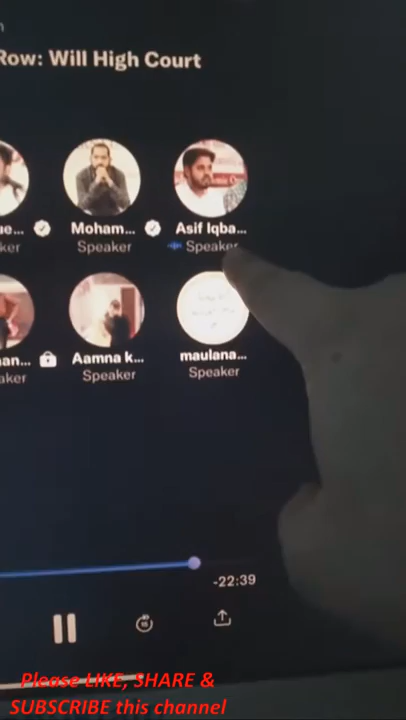 Row: Will High Court
Moham...
Asif Iqba...
Speaker
Speaker
Aamna k...
maulana...
Speaker
Speaker
-22:39
15
Please LIKE, SHARE &
SUBSCRIBE this channel